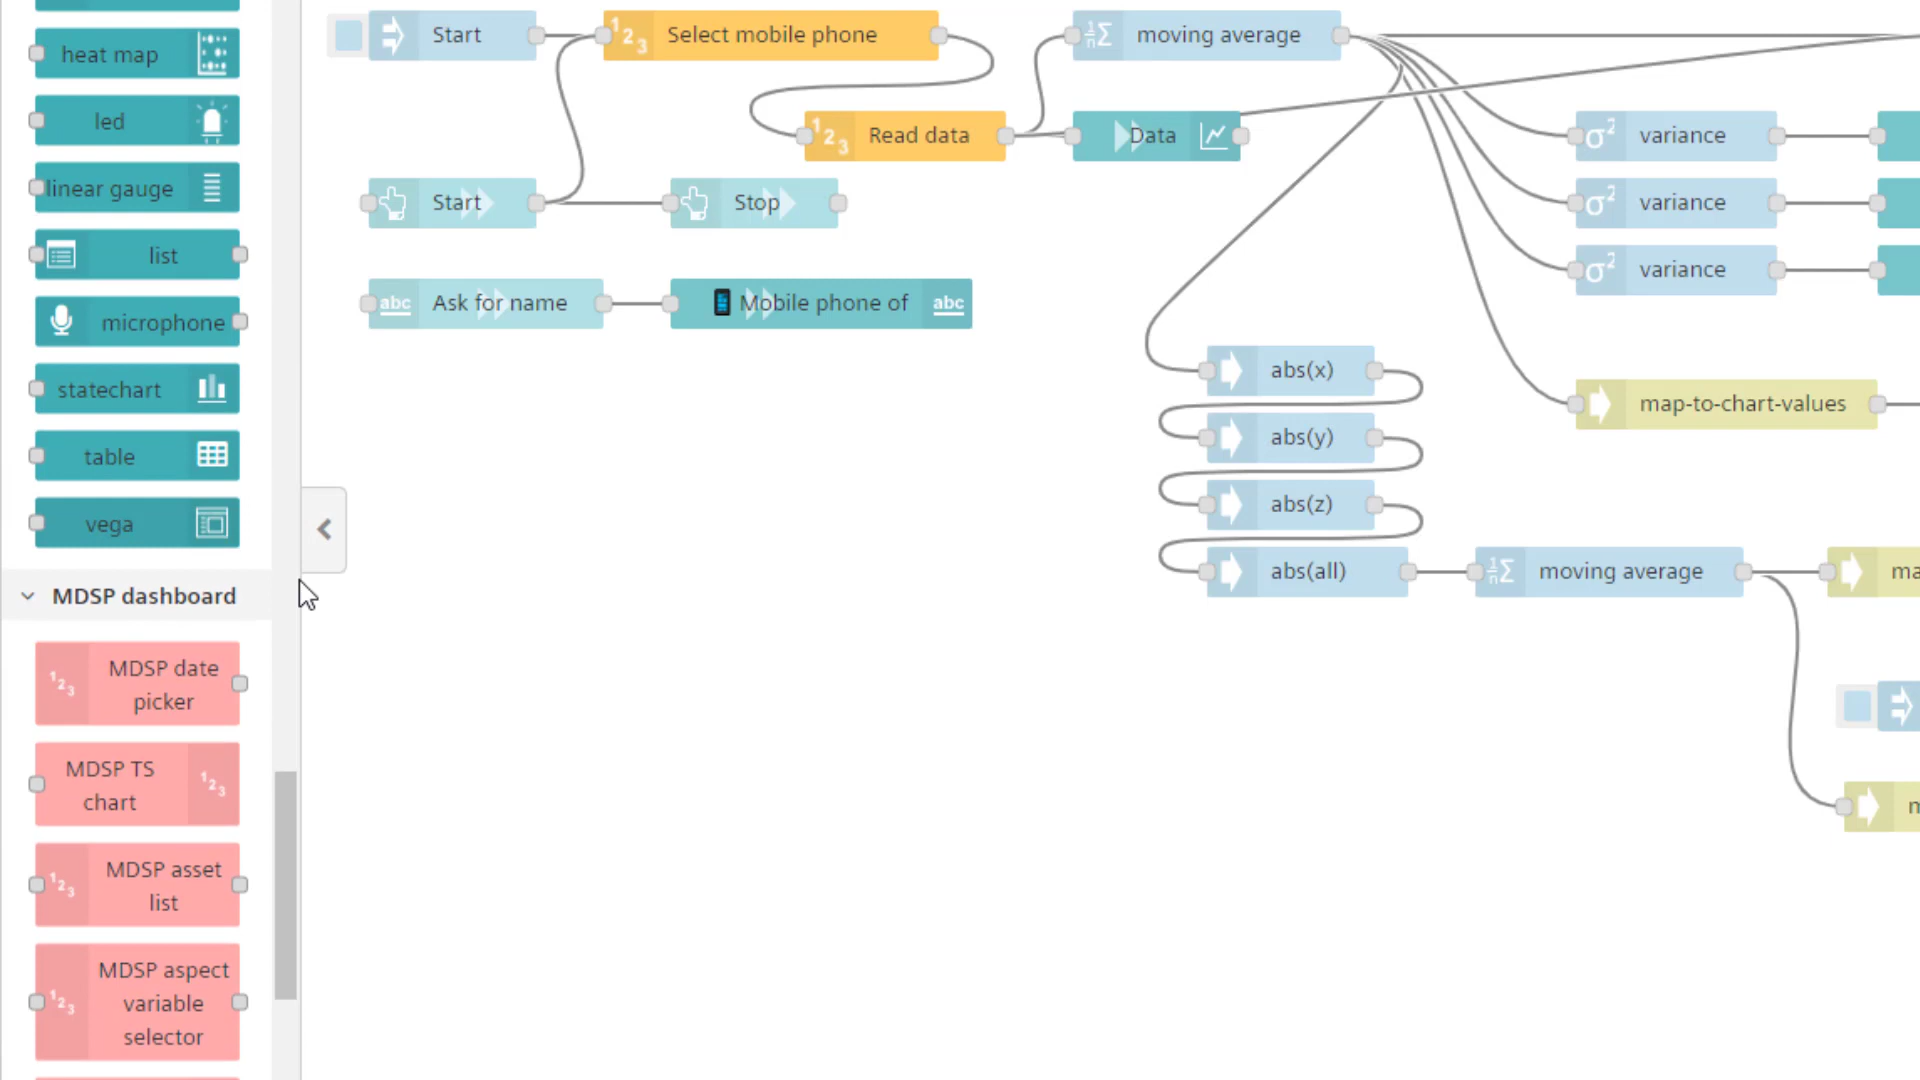 heat map
led
linear gauge
list
microphone
statechart
table
vega
MDSP dashboard
MDSP date
picker
MDSP TS
chart
MDSP asset
list
MDSP aspect
variable
selector
Start
Select mobile phone
moving average
Read data
Data
variance
Start
Stop
variance
variance
abc
Ask for name
Mobile phone of
abc
abs(x)
map-to-chart-values
abs(y)
abs(z)
abs(all)
moving average
ma
m